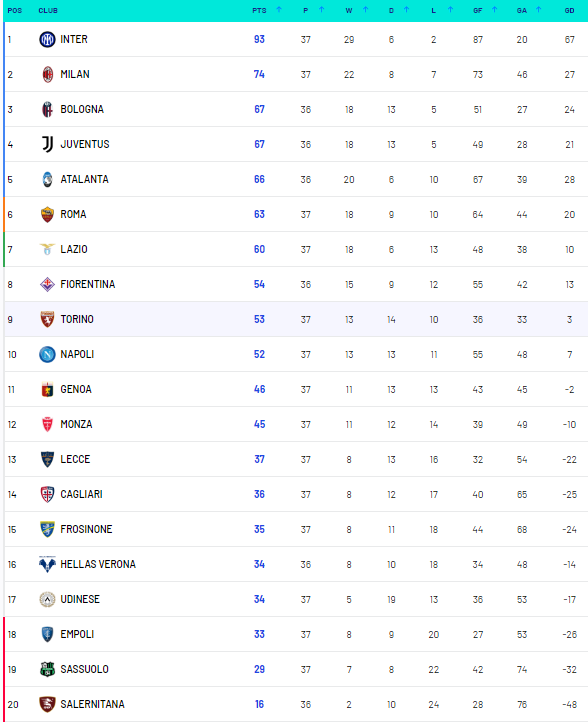 POS CLUB PTS P W D L GF GA GD
1 INTER 93 37 29 6 2 87 20 67
2 MILAN 74 37 22 8 7 73 46 27
3 BOLOGNA 67 36 18 13 5 51 27 24
4 JUVENTUS 67 36 18 13 5 49 28 21
5 ATALANTA 66 36 20 6 10 67 39 28
6 ROMA 63 37 18 9 10 64 44 20
7 LAZIO 60 37 18 6 13 48 38 10
8 FIORENTINA 54 36 15 9 12 55 42 13
9 TORINO 53 37 13 14 10 36 33 3
10 NAPOLI 52 37 13 13 11 55 48 7
11 GENOA 46 37 11 13 13 43 45 -2
12 MONZA 45 37 11 12 14 39 49 -10
13 LECCE 37 37 8 13 16 32 54 -22
14 CAGLIARI 36 37 8 12 17 40 65 -25
15 FROSINONE 35 37 8 11 18 44 68 -24
16 HELLAS VERONA 34 36 8 10 18 34 48 -14
17 UDINESE 34 37 5 19 13 36 53 -17
18 EMPOLI 33 37 8 9 20 27 53 -26
19 SASSUOLO 29 37 7 8 22 42 74 -32
20 SALERNITANA 16 36 2 10 24 28 76 -48